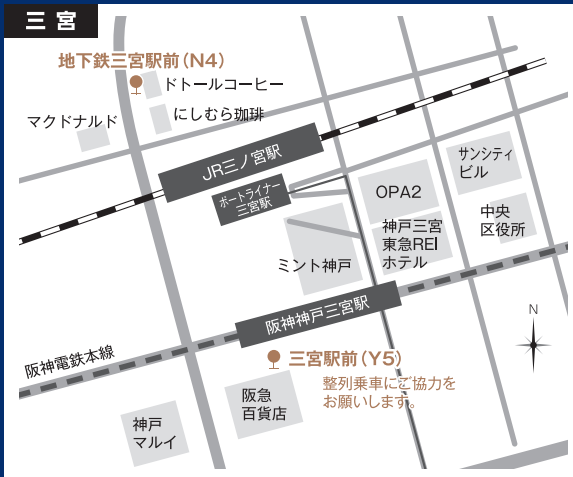 三宮
地下鉄三宮駅前(N4)
ドトールコーヒー
にしむら珈琲
マクドナルド
JR三ノ宮駅
ポートライナー
三宮駅
サンシティ
ビル
OPA2
神戸三宮
東急REI
ホテル
中央
区役所
ミント神戸
阪神神戸三宮駅
N
阪神電鉄本線
三宮駅前(Y5)
整列乗車にご協力を
お願いします。
阪急
百貨店
神戸
マルイ